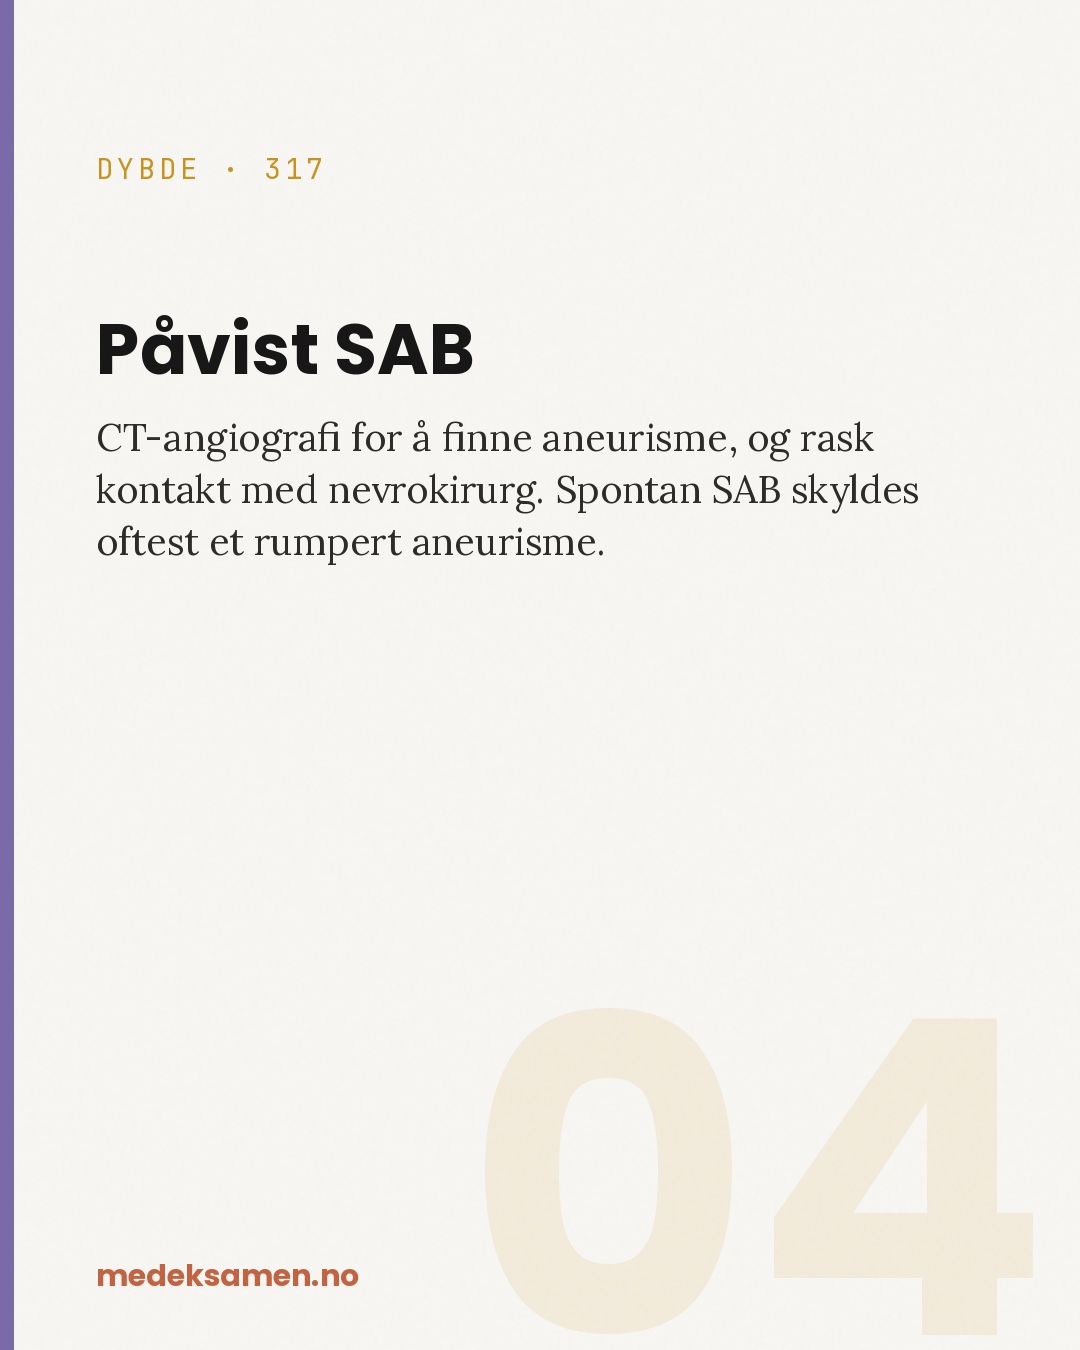 DYBDE · 317
Påvist SAB
CT-angiografi for å finne aneurisme, og rask
kontakt med nevrokirurg. Spontan SAB skyldes
oftest et rumpert aneurisme.
04
medeksamen.no